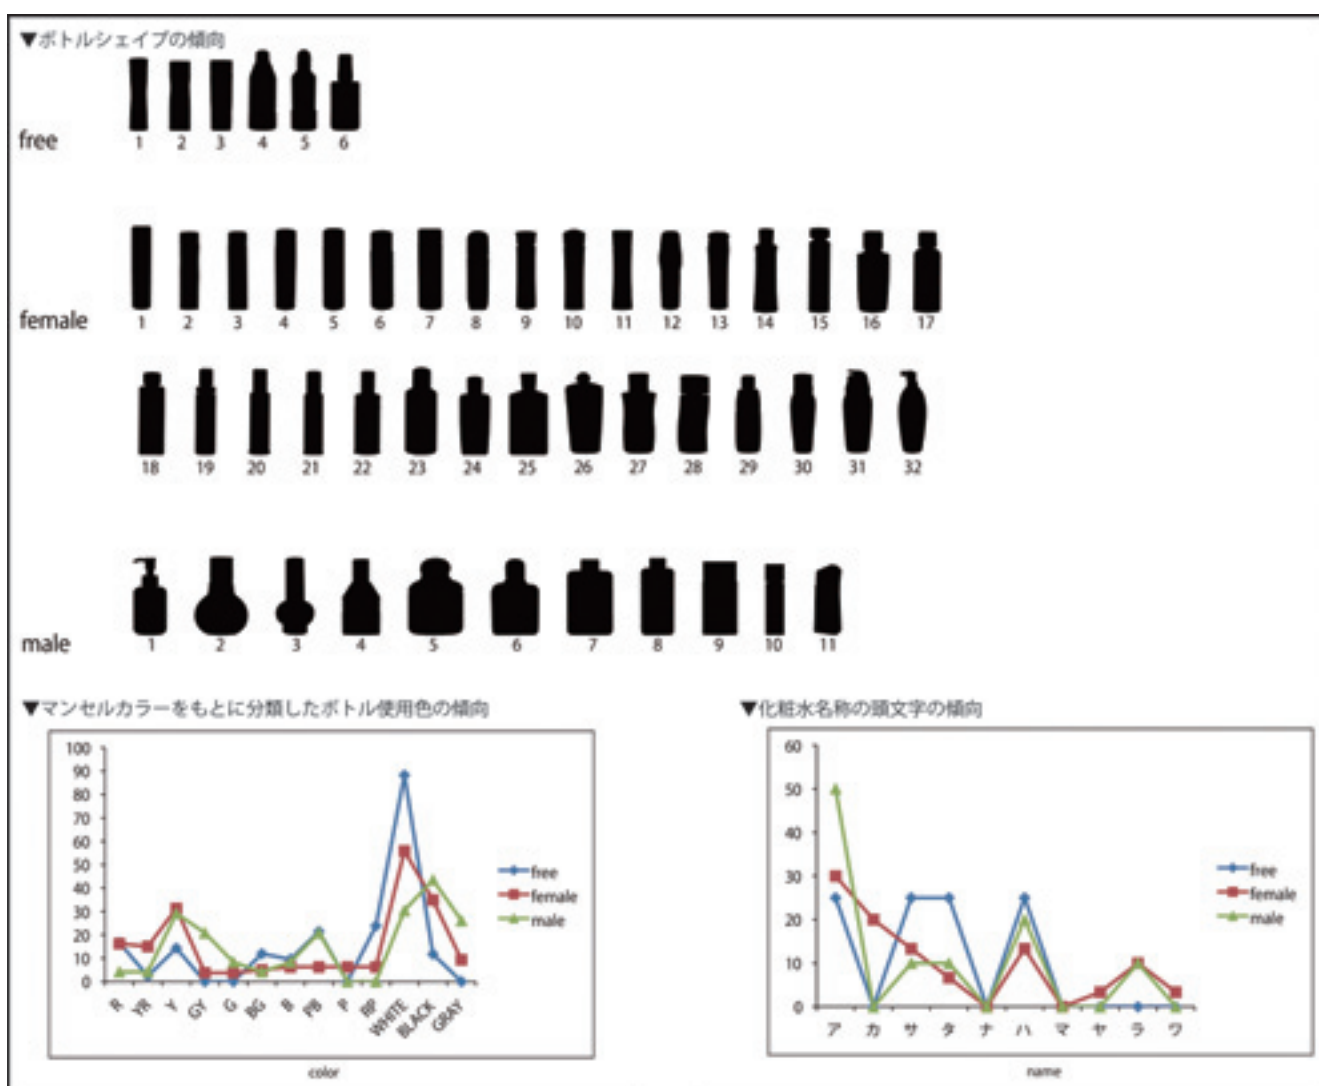 ▼ボトルシェイプの傾向
free
1 2 3 4 5 6
female
1 2 3 4 5 6 7 8 9 10 11 12 13 14 15 16 17
18 19 20 21 22 23 24 25 26 27 28 29 30 31 32
male
1 2 3 4 5 6 7 8 9 10 11
▼マンセルカラーをもとに分類したボトル使用色の傾向
100
90
80
70
60
50
40
30
20
10
0
R YR Y GY G BG B PB P RP WHITE BLACK GRAY
free
female
male
color
▼化粧水名称の頭文字の傾向
60
50
40
30
20
10
0
ア カ サ タ ナ ハ マ ヤ ラ ワ
free
female
male
name